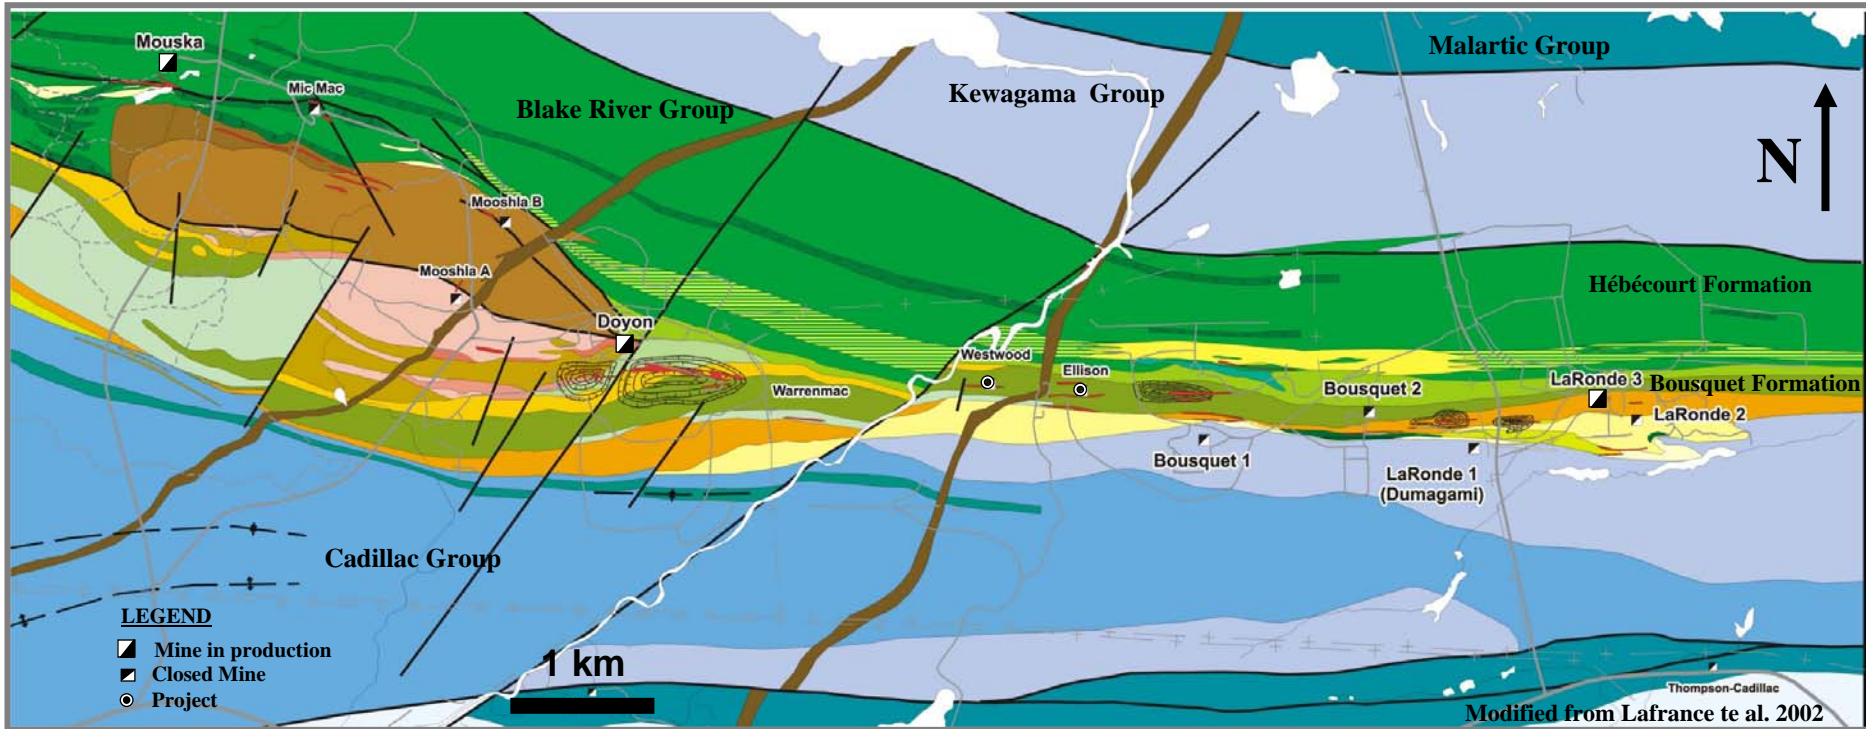 Malartic Group
Mouska
Mic Mac
Blake River Group
Kewagama Group
N
Mooshla B
Mooshla A
Hébécourt Formation
Doyon
Westwood
Ellison
Warrenmac
Bousquet 2
LaRonde 3
Bousquet Formation
LaRonde 2
Bousquet 1
LaRonde 1
(Dumagami)
Cadillac Group
LEGEND
Mine in production
Closed Mine
Project
1 km
Thompson-Cadillac
Modified from Lafrance te al. 2002